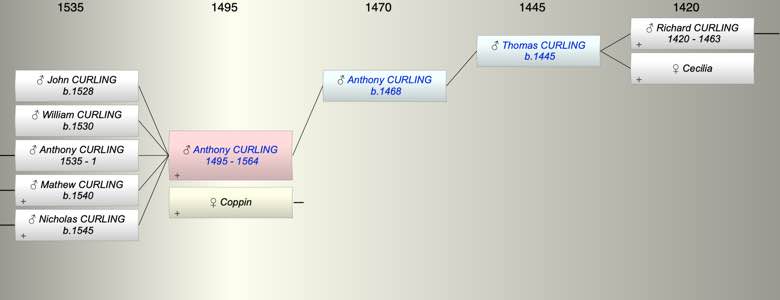 1535 1495 1470 1445 1420
♂ John CURLING
b.1528
♂ William CURLING
b.1530
♂ Anthony CURLING
1535 - 1
♂ Mathew CURLING
b.1540
+
♂ Nicholas CURLING
b.1545
+
♂ Anthony CURLING
1495 - 1564
+
♀ Coppin
+
♂ Anthony CURLING
b.1468
♂ Thomas CURLING
b.1445
♂ Richard CURLING
1420 - 1463
+
♀ Cecilia
+